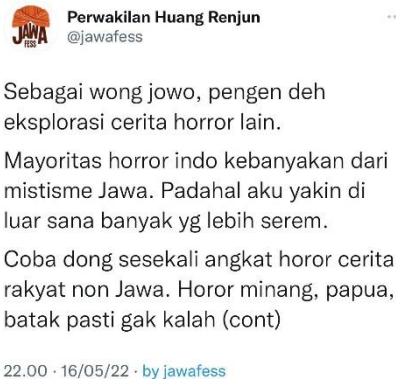 JAWA
FESS
Perwakilan Huang Renjun
@jawafess
Sebagai wong jowo, pengen deh
eksplorasi cerita horror lain.
Mayoritas horror indo kebanyakan dari
mistisme Jawa. Padahal aku yakin di
luar sana banyak yg lebih serem.
Coba dong sesekali angkat horor cerita
rakyat non Jawa. Horor minang, papua,
batak pasti gak kalah (cont)
22.00 · 16/05/22 · by jawafess